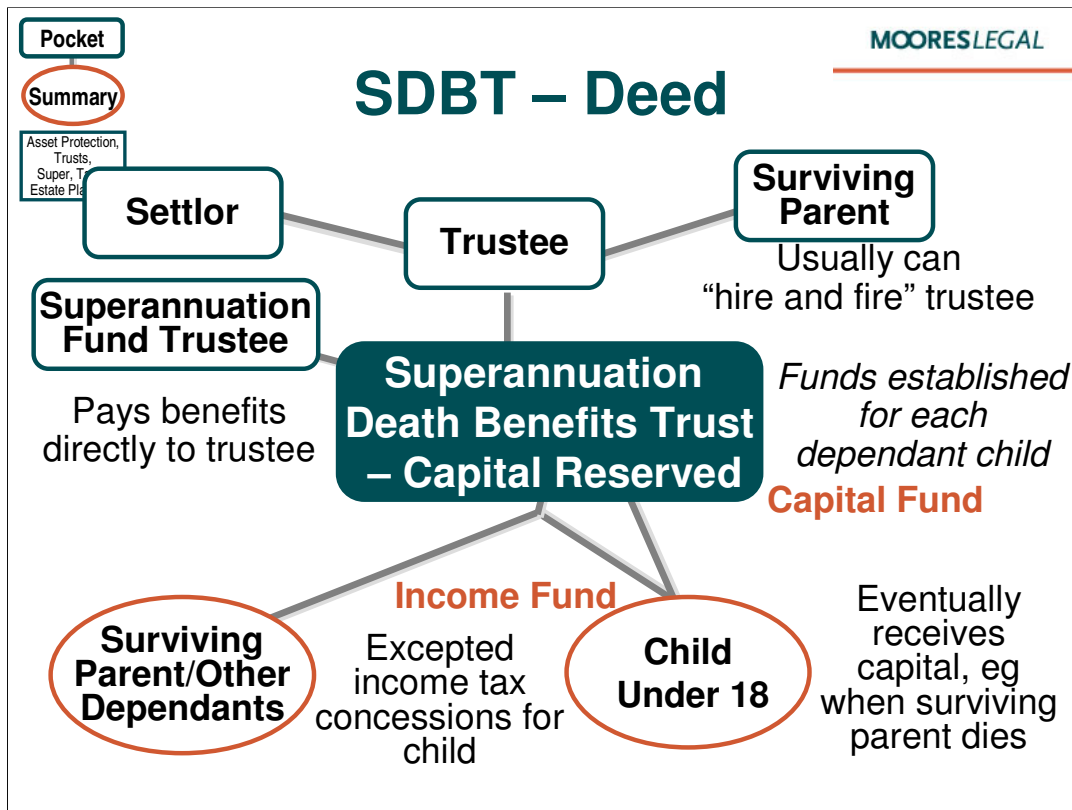 Pocket
Summary
Asset Protection,
Trusts,
Super,
Estate
MOORESLEGAL
SDBT – Deed
Settlor
Trustee
Surviving
Parent
Usually can
“hire and fire” trustee
Superannuation
Fund Trustee
Pays benefits
directly to trustee
Superannuation
Death Benefits Trust
– Capital Reserved
Funds established
for each
dependant child
Capital Fund
Income Fund
Surviving
Parent/Other
Dependants
Excepted
income tax
concessions for
child
Child
Under 18
Eventually
receives
capital, eg
when surviving
parent dies